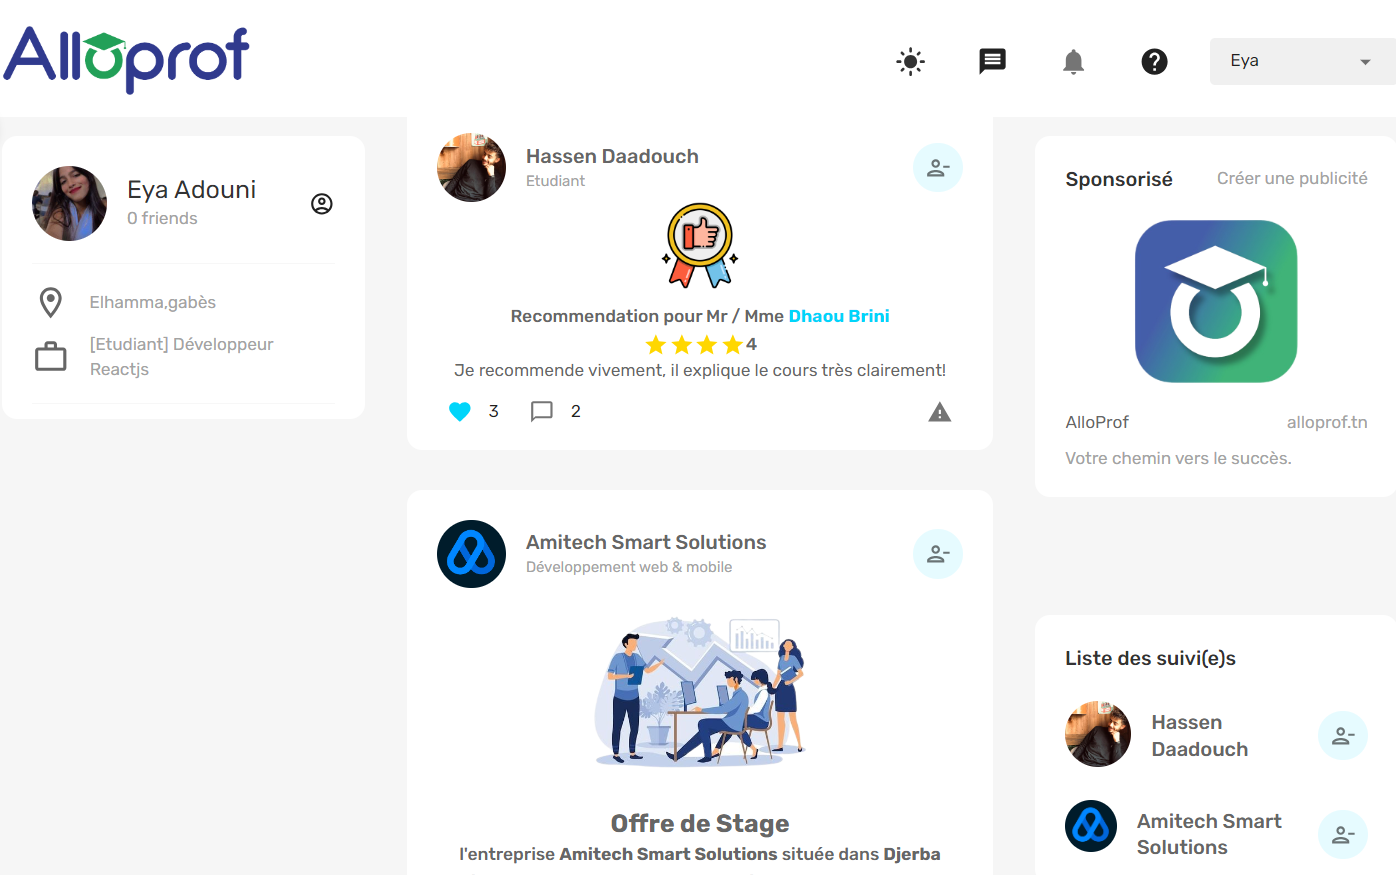 Alloprof
Eya
Eya Adouni
0 friends
Elhamma,gabès
[Etudiant] Développeur
Reactjs
Hassen Daadouch
Etudiant
Recommendation pour Mr / Mme Dhaou Brini
4
Je recommende vivement, il explique le cours très clairement!
3
2
Amitech Smart Solutions
Développement web & mobile
Offre de Stage
l'entreprise Amitech Smart Solutions située dans Djerba
Sponsorisé
Créer une publicité
AlloProf
alloprof.tn
Votre chemin vers le succès.
Liste des suivi(e)s
Hassen
Daadouch
Amitech Smart
Solutions